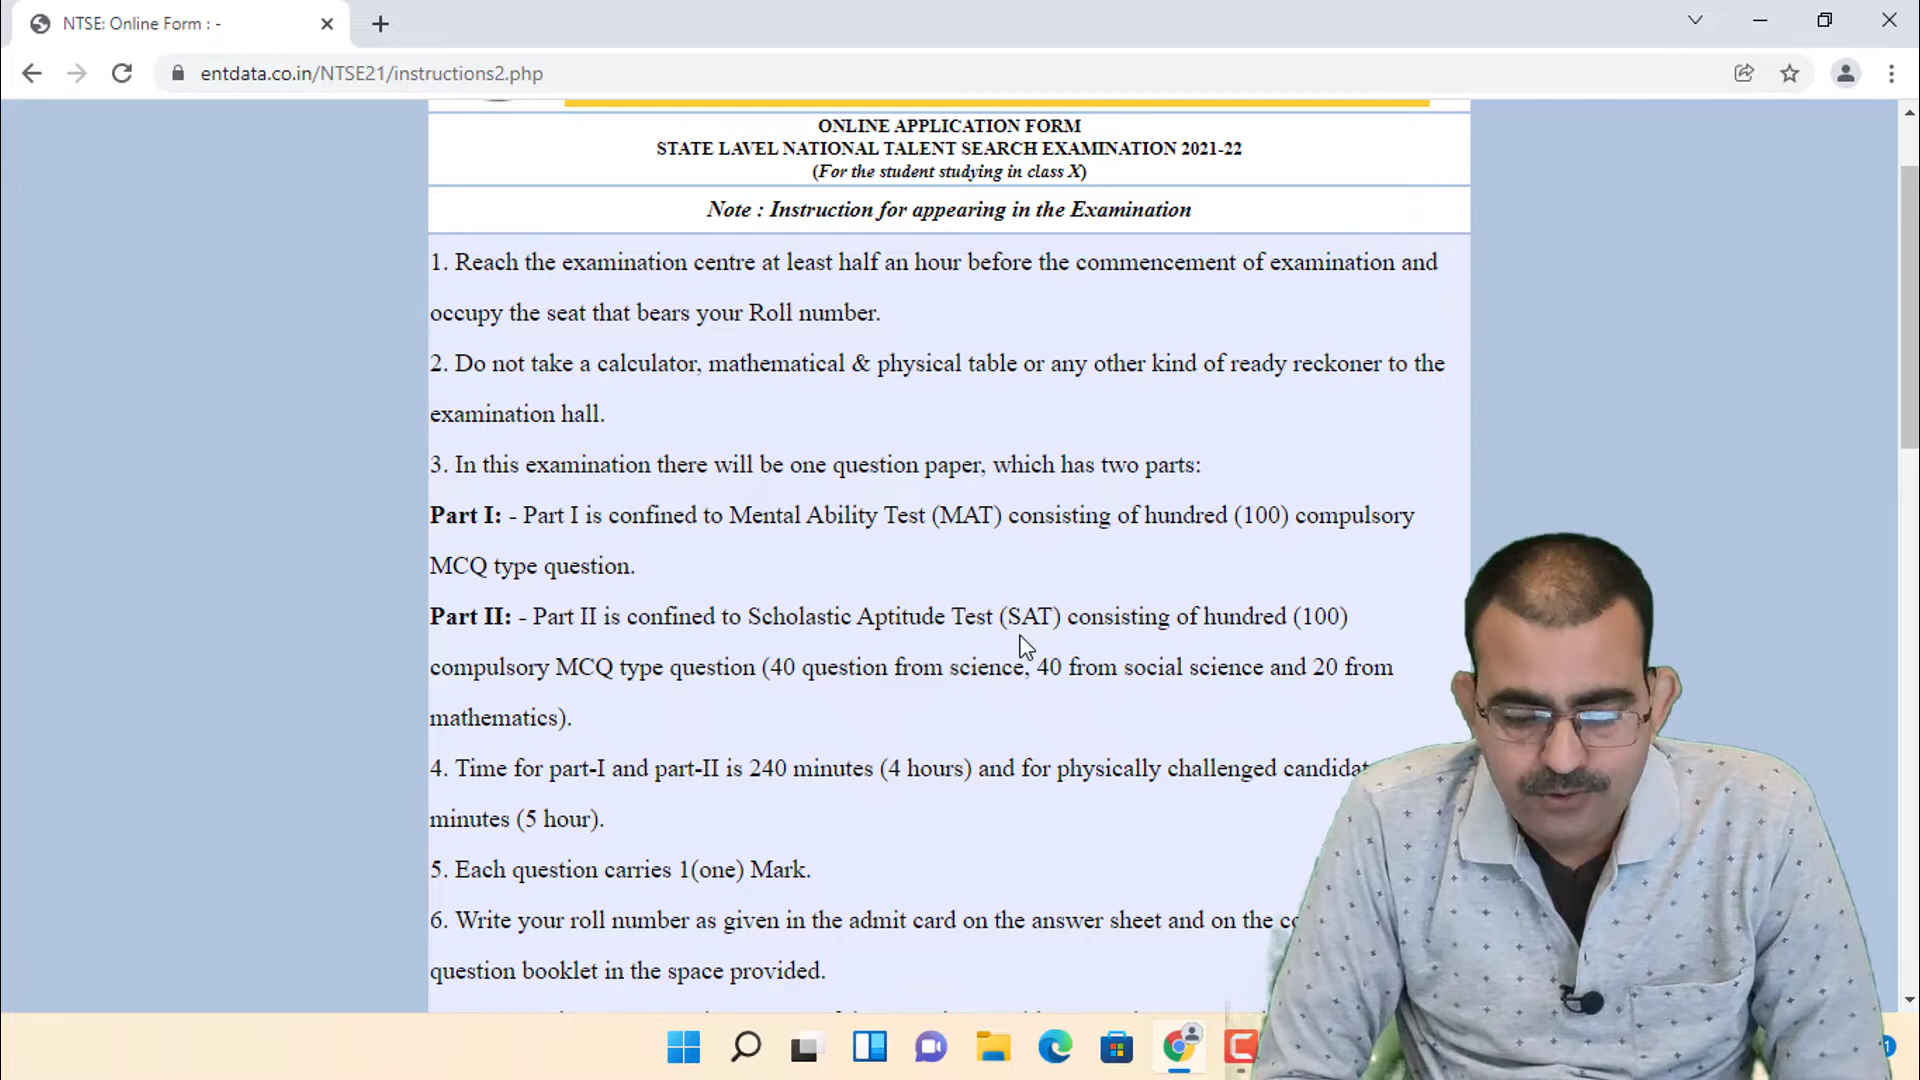 NTSE: Online Form : -
entdata.co.in/NTSE21/instructions2.php
ONLINE APPLICATION FORM
STATE LAVEL NATIONAL TALENT SEARCH EXAMINATION 2021-22
(For the student studying in class X)
Note : Instruction for appearing in the Examination
1. Reach the examination centre at least half an hour before the commencement of examination and
occupy the seat that bears your Roll number.
2. Do not take a calculator, mathematical & physical table or any other kind of ready reckoner to the
examination hall.
3. In this examination there will be one question paper, which has two parts:
Part I: - Part I is confined to Mental Ability Test (MAT) consisting of hundred (100) compulsory
MCQ type question.
Part II: - Part II is confined to Scholastic Aptitude Test (SAT) consisting of hundred (100)
compulsory MCQ type question (40 question from science, 40 from social science and 20 from
mathematics).
4. Time for part-I and part-II is 240 minutes (4 hours) and for physically challenged
minutes (5 hour).
5. Each question carries 1(one) Mark.
6. Write your roll number as given in the admit card on the answer sheet and on the
question booklet in the space provided.
1